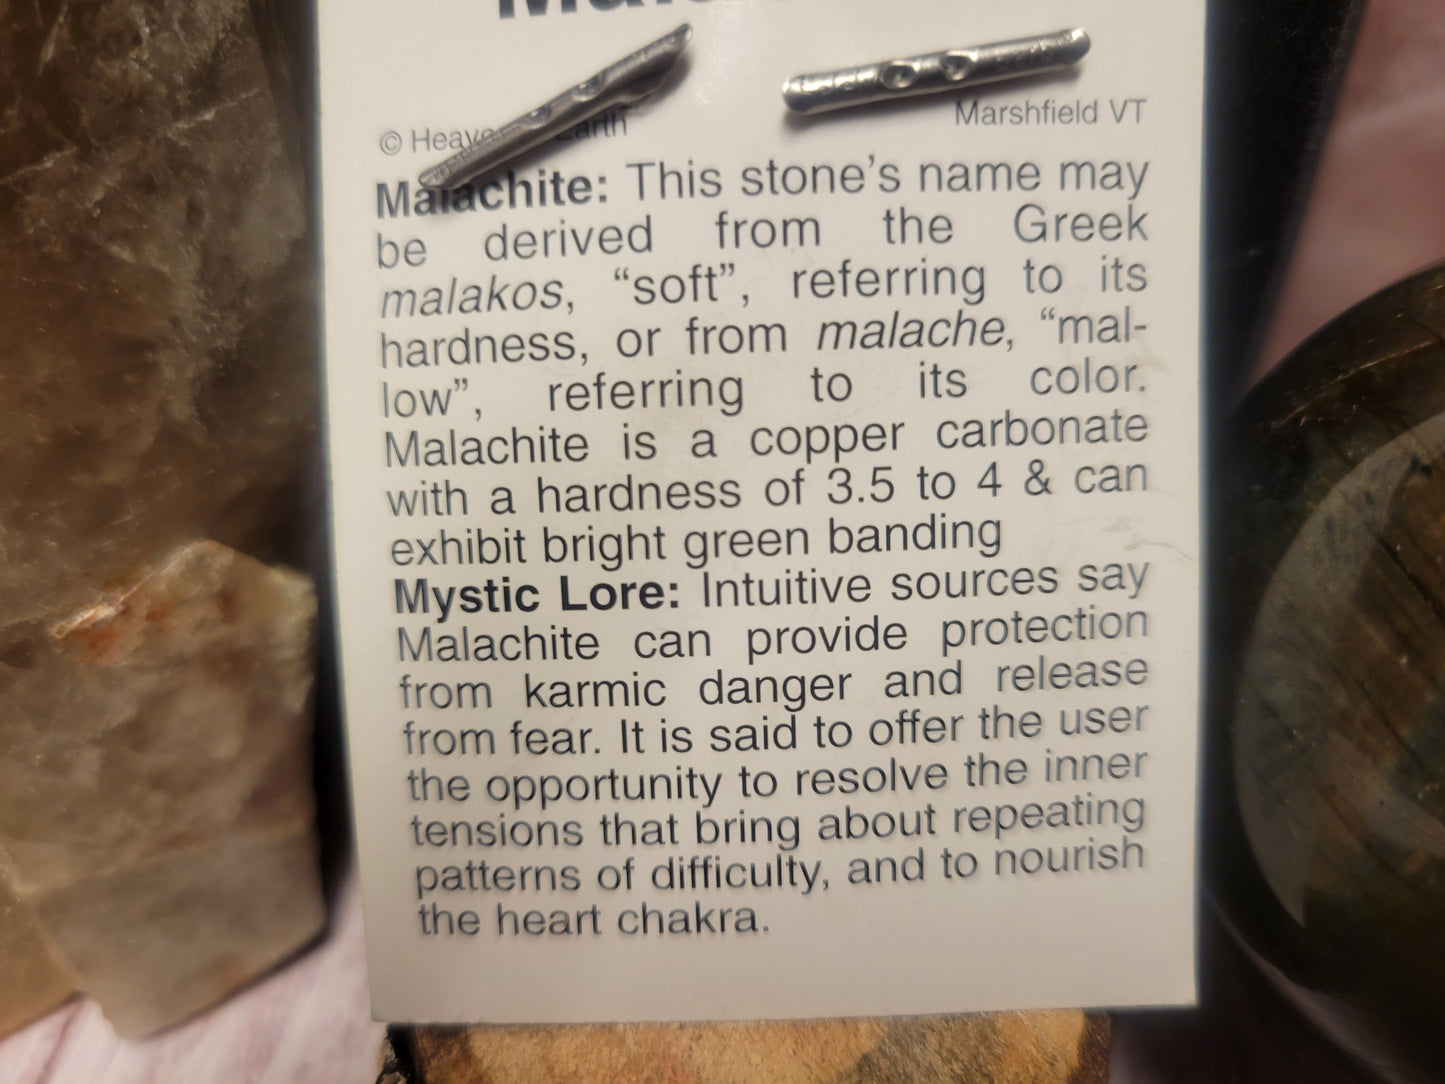 © Heaven Earth
Marshfield VT
Malachite: This stone's name may
be derived from the Greek
malakos, “soft”, referring to its
hardness, or from malache, “mal-
low”, referring to its color.
Malachite is a copper carbonate
with a hardness of 3.5 to 4 & can
exhibit bright green banding
Mystic Lore: Intuitive sources say
Malachite can provide protection
from karmic danger and release
from fear. It is said to offer the user
the opportunity to resolve the inner
tensions that bring about repeating
patterns of difficulty, and to nourish
the heart chakra.